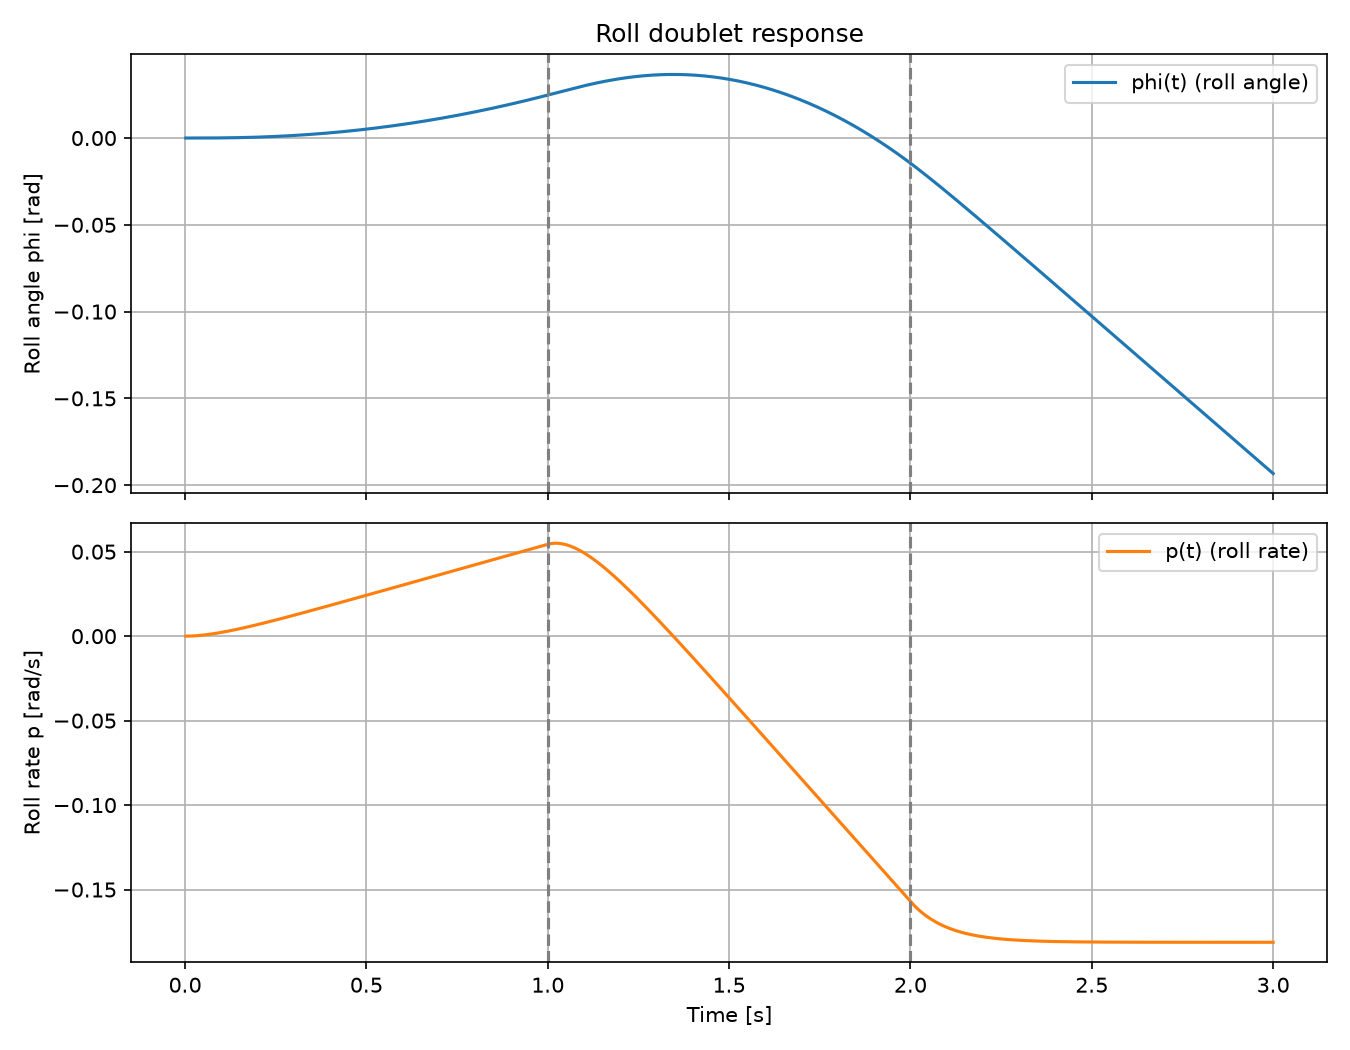 Roll doublet response
phi(t) (roll angle)
Roll angle phi [rad]
0.00
−0.05
−0.10
−0.15
−0.20
p(t) (roll rate)
Roll rate p [rad/s]
0.05
0.00
−0.05
−0.10
−0.15
0.0 0.5 1.0 1.5 2.0 2.5 3.0
Time [s]